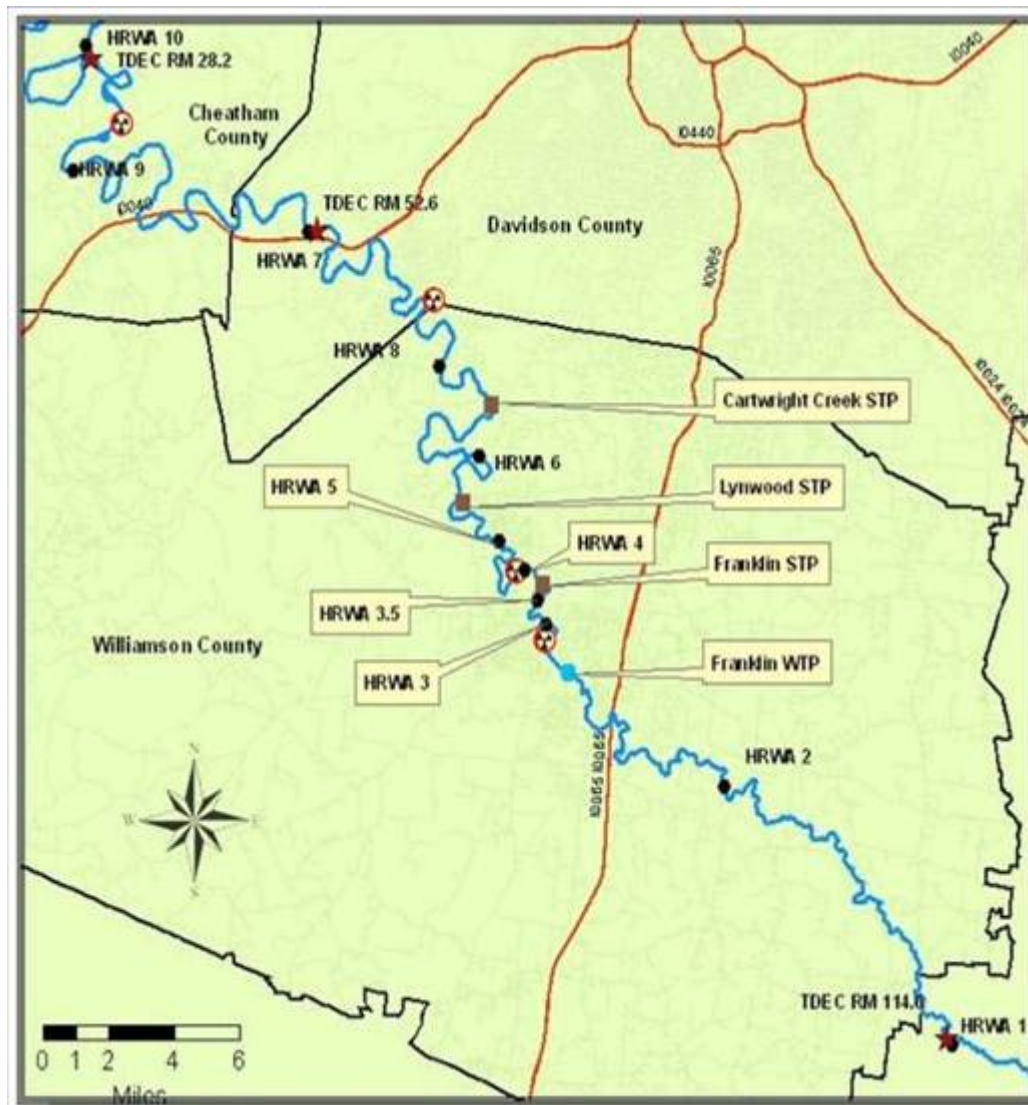 HRWA 10
TDEC RM 28.2
Cheatham
County
HRWA 9
I0040
TDEC RM 52.6
HRWA 7
Davidson County
I0440
I0040
I0065
HRWA 8
Cartwright Creek STP
HRWA 6
HRWA 5
Lynwood STP
HRWA 4
Franklin STP
HRWA 3.5
Williamson County
HRWA 3
Franklin WTP
HRWA 2
N
W
E
S
TDEC RM 114.0
HRWA 1
0 1 2 4 6
Miles